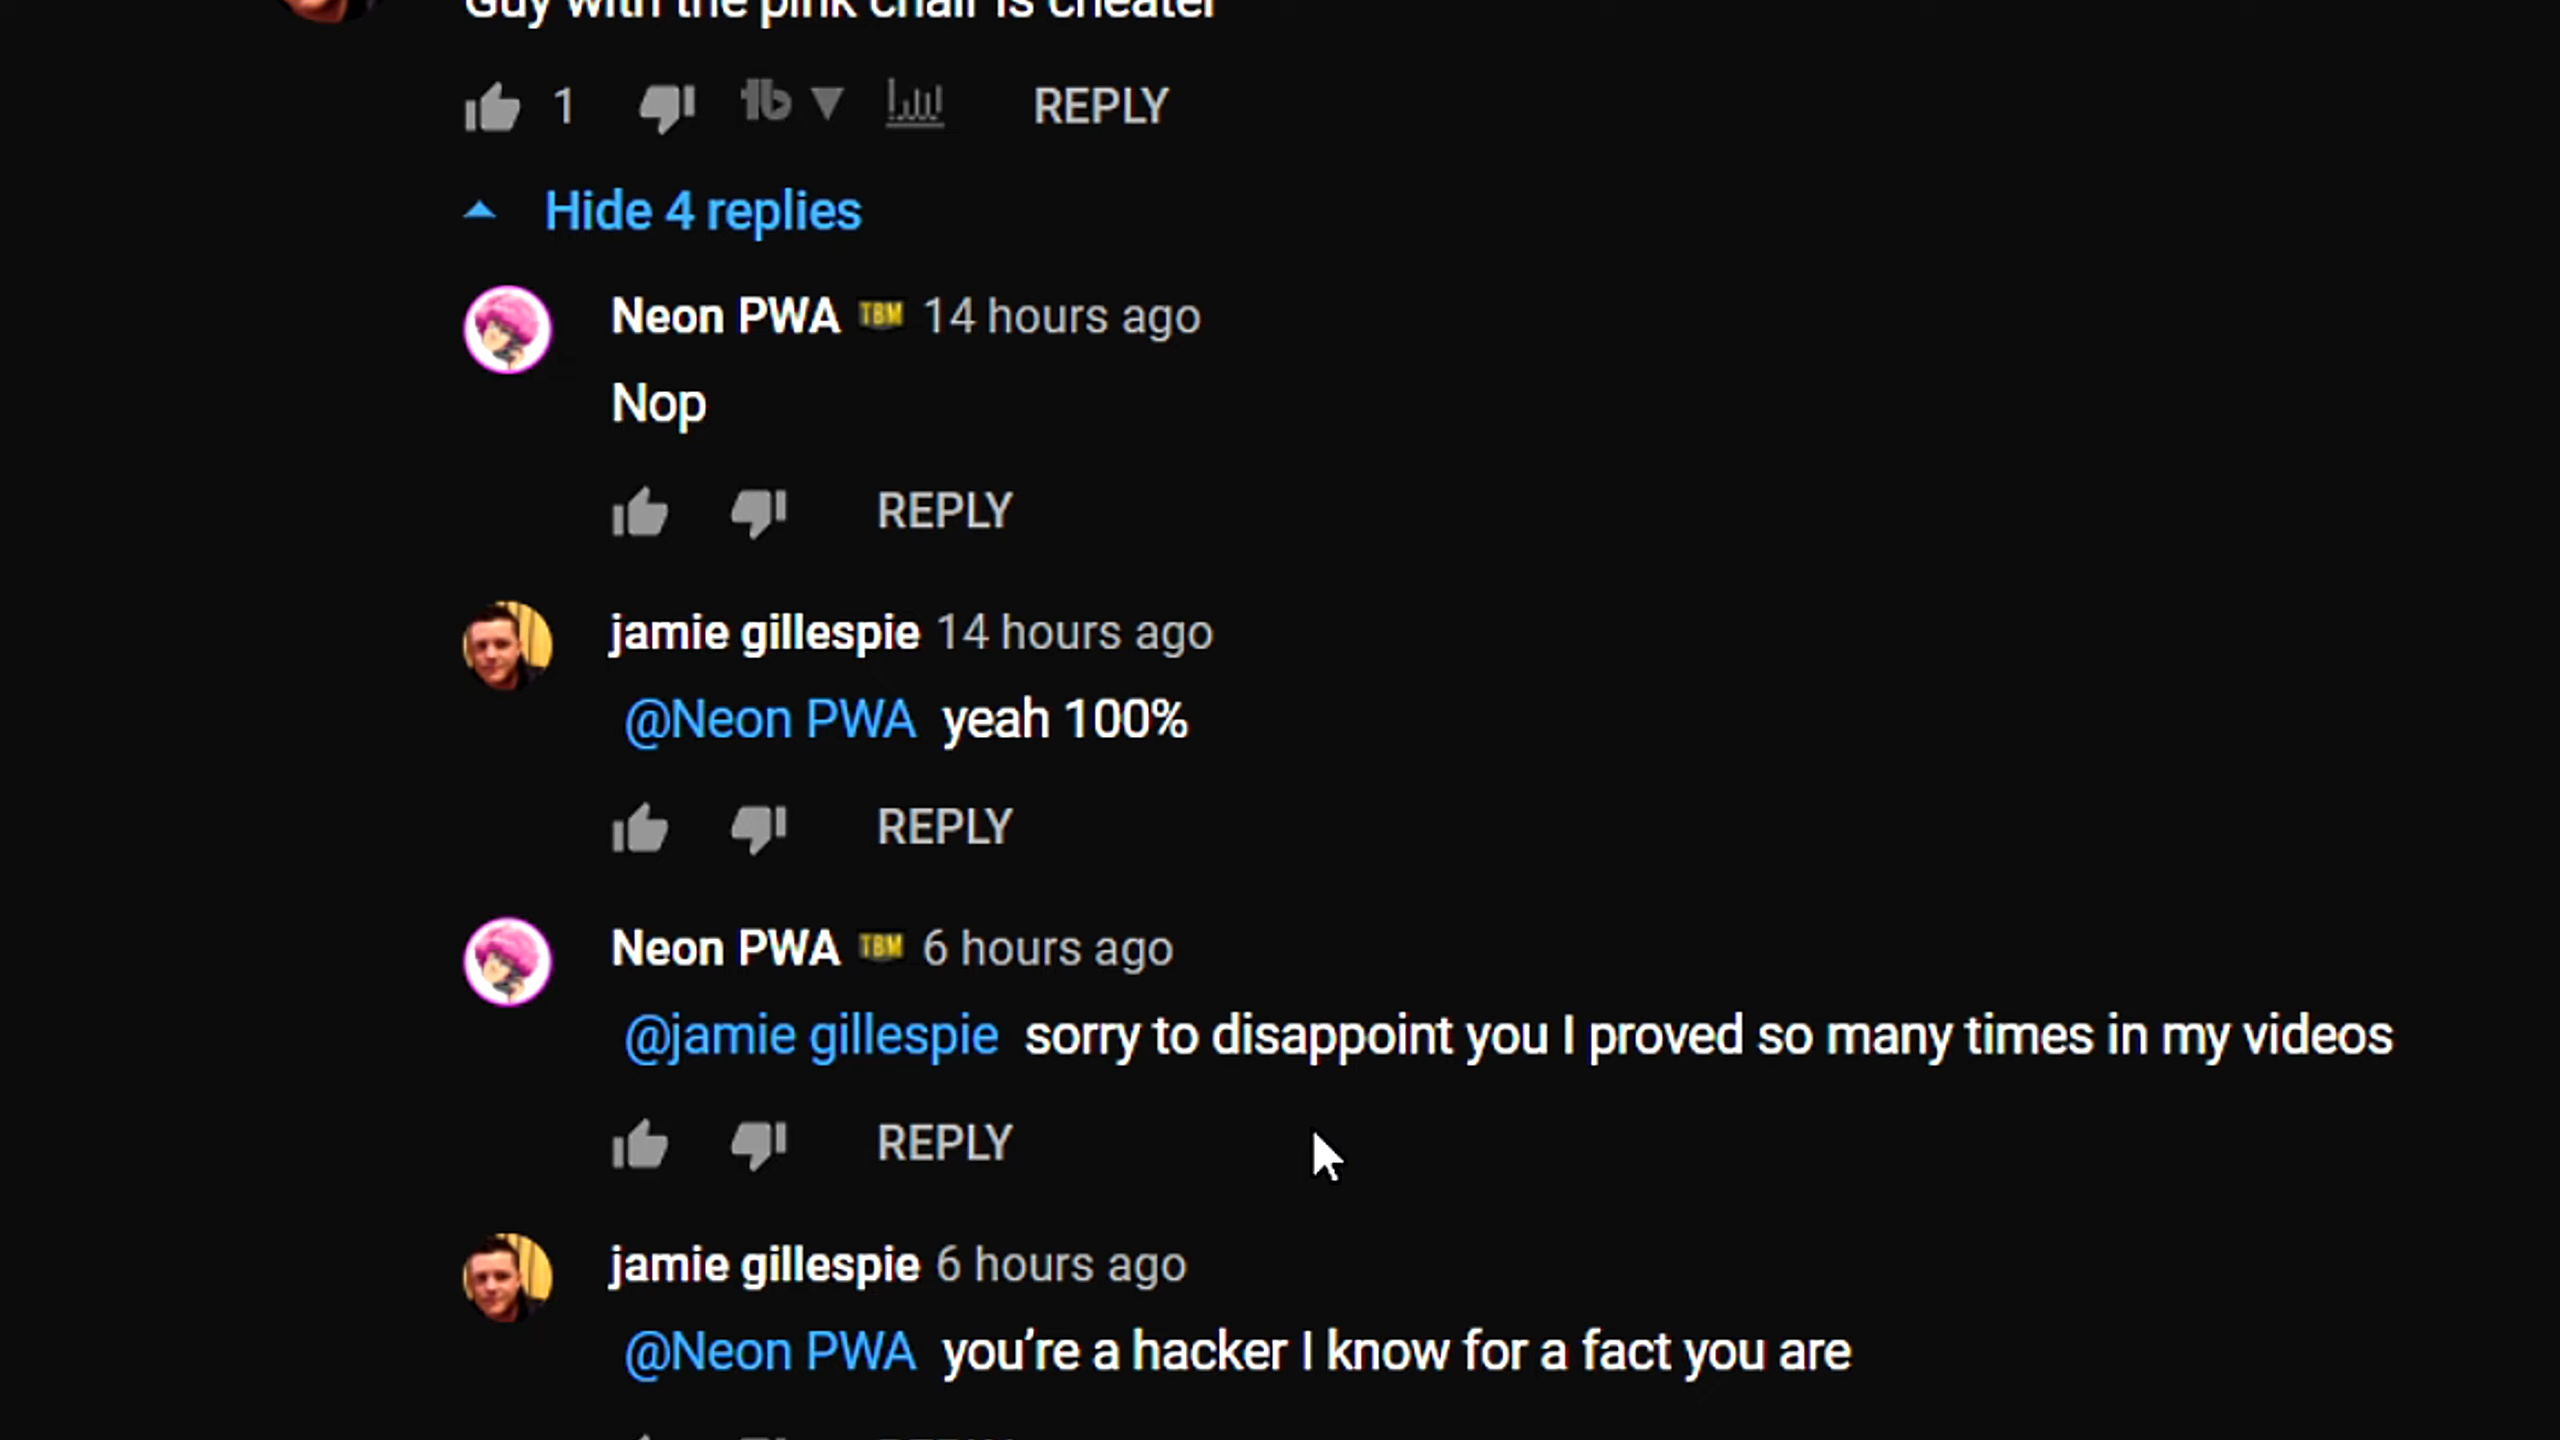 Guy with the pink chair is cheater
1 REPLY
Hide 4 replies
Neon PWA TBM 14 hours ago
Nop
REPLY
jamie gillespie 14 hours ago
@Neon PWA yeah 100%
REPLY
Neon PWA TBM 6 hours ago
@jamie gillespie sorry to disappoint you I proved so many times in my videos
REPLY
jamie gillespie 6 hours ago
@Neon PWA you’re a hacker I know for a fact you are